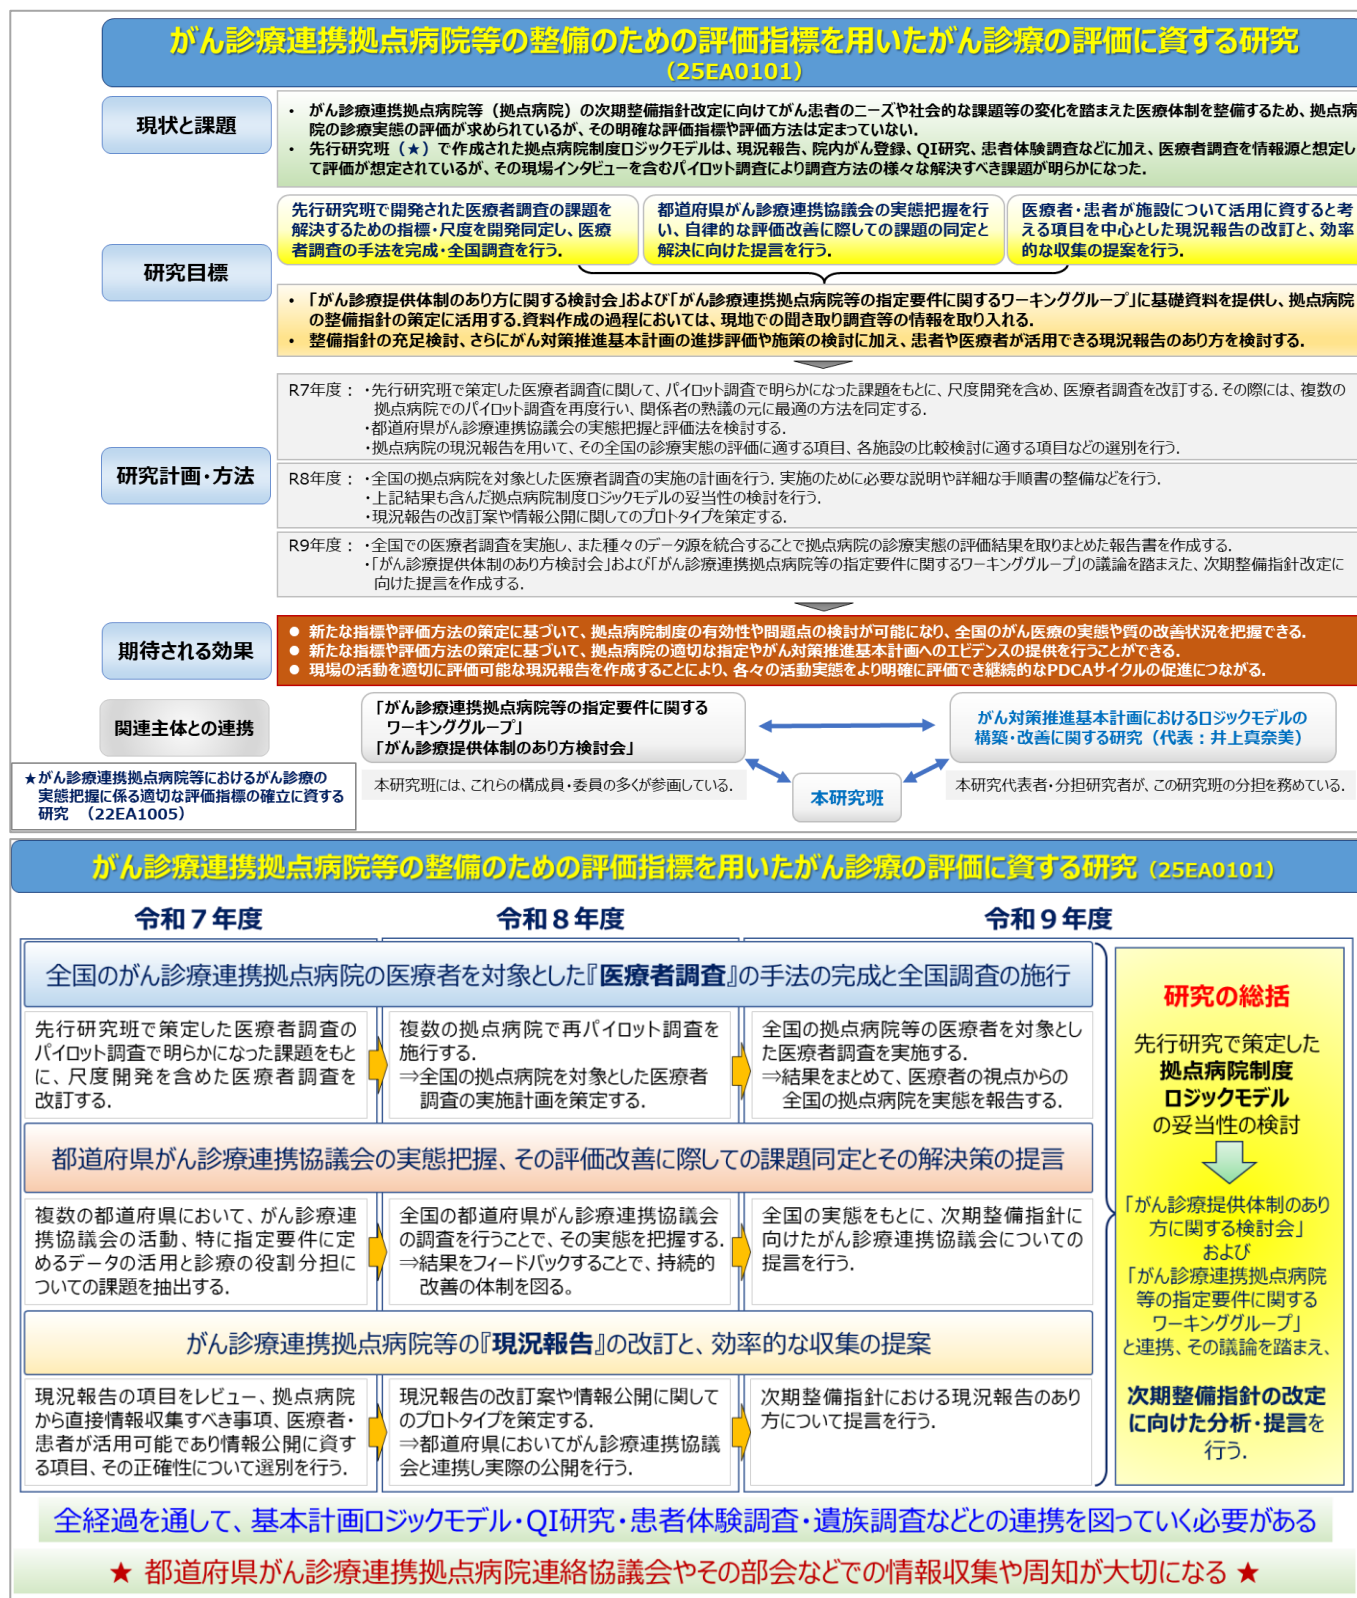 がん診療連携拠点病院等の整備のための評価指標を用いたがん診療の評価に資する研究
（25EA0101）
現状と課題
• がん診療連携拠点病院等（拠点病院）の次期整備指針改定に向けてがん患者のニーズや社会的な課題等の変化を踏まえた医療体制を整備するため、拠点病
院の診療実態の評価が求められているが、その明確な評価指標や評価方法は定まっていない.
• 先行研究班（★）で作成された拠点病院制度ロジックモデルは、現況報告、院内がん登録、QI研究、患者体験調査などに加え、医療者調査を情報源と想定し
て評価が想定されているが、その現場インタビューを含むパイロット調査により調査方法の様々な解決すべき課題が明らかになった.
研究目標
先行研究班で開発された医療者調査の課題を
解決するための指標・尺度を開発同定し、医療
者調査の手法を完成・全国調査を行う.
都道府県がん診療連携協議会の実態把握を行
い、自律的な評価改善に際しての課題の同定と
解決に向けた提言を行う.
医療者・患者が施設について活用に資すると考
える項目を中心とした現況報告の改訂と、効率
的な収集の提案を行う.
• 「がん診療提供体制のあり方に関する検討会」および「がん診療連携拠点病院等の指定要件に関するワーキンググループ」に基礎資料を提供し、拠点病院
の整備指針の策定に活用する.資料作成の過程においては、現地での聞き取り調査等の情報を取り入れる.
• 整備指針の充足検討、さらにがん対策推進基本計画の進捗評価や施策の検討に加え、患者や医療者が活用できる現況報告のあり方を検討する.
研究計画・方法
R7年度： ・先行研究班で策定した医療者調査に関して、パイロット調査で明らかになった課題をもとに、尺度開発を含め、医療者調査を改訂する. その際には、複数の
拠点病院でのパイロット調査を再度行い、関係者の熟議の元に最適の方法を同定する.
・都道府県がん診療連携協議会の実態把握と評価法を検討する.
・拠点病院の現況報告を用いて、その全国の診療実態の評価に適する項目、各施設の比較検討に適する項目などの選別を行う.
R8年度： ・全国の拠点病院を対象とした医療者調査の実施の計画を行う. 実施のために必要な説明や詳細な手順書の整備などを行う.
・上記結果も含んだ拠点病院制度ロジックモデルの妥当性の検討を行う.
・現況報告の改訂案や情報公開に関してのプロトタイプを策定する.
R9年度： ・全国での医療者調査を実施し、また種々のデータ源を統合することで拠点病院の診療実態の評価結果を取りまとめた報告書を作成する.
・「がん診療提供体制のあり方検討会」および「がん診療連携拠点病院等の指定要件に関するワーキンググループ」の議論を踏まえた、次期整備指針改定に
向けた提言を作成する.
期待される効果
● 新たな指標や評価方法の策定に基づいて、拠点病院制度の有効性や問題点の検討が可能になり、全国のがん医療の実態や質の改善状況を把握できる.
● 新たな指標や評価方法の策定に基づいて、拠点病院の適切な指定やがん対策推進基本計画へのエビデンスの提供を行うことができる.
● 現場の活動を適切に評価可能な現況報告を作成することにより、各々の活動実態をより明確に評価でき継続的なPDCAサイクルの促進につながる.
関連主体との連携
「がん診療連携拠点病院等の指定要件に関する
ワーキンググループ」
「がん診療提供体制のあり方検討会」
がん対策推進基本計画におけるロジックモデルの
構築・改善に関する研究（代表：井上真奈美）
本研究班には、これらの構成員・委員の多くが参画している.
本研究班
本研究代表者・分担研究者が、この研究班の分担を務めている.
★がん診療連携拠点病院等におけるがん診療の
実態把握に係る適切な評価指標の確立に資する
研究 （22EA1005）
がん診療連携拠点病院等の整備のための評価指標を用いたがん診療の評価に資する研究（25EA0101）
令和７年度
令和８年度
令和９年度
全国のがん診療連携拠点病院の医療者を対象とした『医療者調査』の手法の完成と全国調査の施行
先行研究班で策定した医療者調査の
パイロット調査で明らかになった課題をもと
に、尺度開発を含めた医療者調査を
改訂する.
複数の拠点病院で再パイロット調査を
施行する.
⇒全国の拠点病院を対象とした医療者
調査の実施計画を策定する.
全国の拠点病院等の医療者を対象とし
た医療者調査を実施する.
⇒結果をまとめて、医療者の視点からの
全国の拠点病院を実態を報告する.
都道府県がん診療連携協議会の実態把握、その評価改善に際しての課題同定とその解決策の提言
複数の都道府県において、がん診療連
携協議会の活動、特に指定要件に定
めるデータの活用と診療の役割分担に
ついての課題を抽出する.
全国の都道府県がん診療連携協議会
の調査を行うことで、その実態を把握する.
⇒結果をフィードバックすることで、持続的
改善の体制を図る。
全国の実態をもとに、次期整備指針に
向けたがん診療連携協議会についての
提言を行う.
がん診療連携拠点病院等の『現況報告』の改訂と、効率的な収集の提案
現況報告の項目をレビュー、拠点病院
から直接情報収集すべき事項、医療者・
患者が活用可能であり情報公開に資す
る項目、その正確性について選別を行う.
現況報告の改訂案や情報公開に関して
のプロトタイプを策定する.
⇒都道府県においてがん診療連携協議
会と連携し実際の公開を行う.
次期整備指針における現況報告のあり
方について提言を行う.
研究の総括
先行研究で策定した
拠点病院制度
ロジックモデル
の妥当性の検討
「がん診療提供体制のあり
方に関する検討会」
および
「がん診療連携拠点病院
等の指定要件に関する
ワーキンググループ」
と連携、その議論を踏まえ、
次期整備指針の改定
に向けた分析・提言を
行う.
全経過を通して、基本計画ロジックモデル・QI研究・患者体験調査・遺族調査などとの連携を図っていく必要がある
★ 都道府県がん診療連携拠点病院連絡協議会やその部会などでの情報収集や周知が大切になる ★